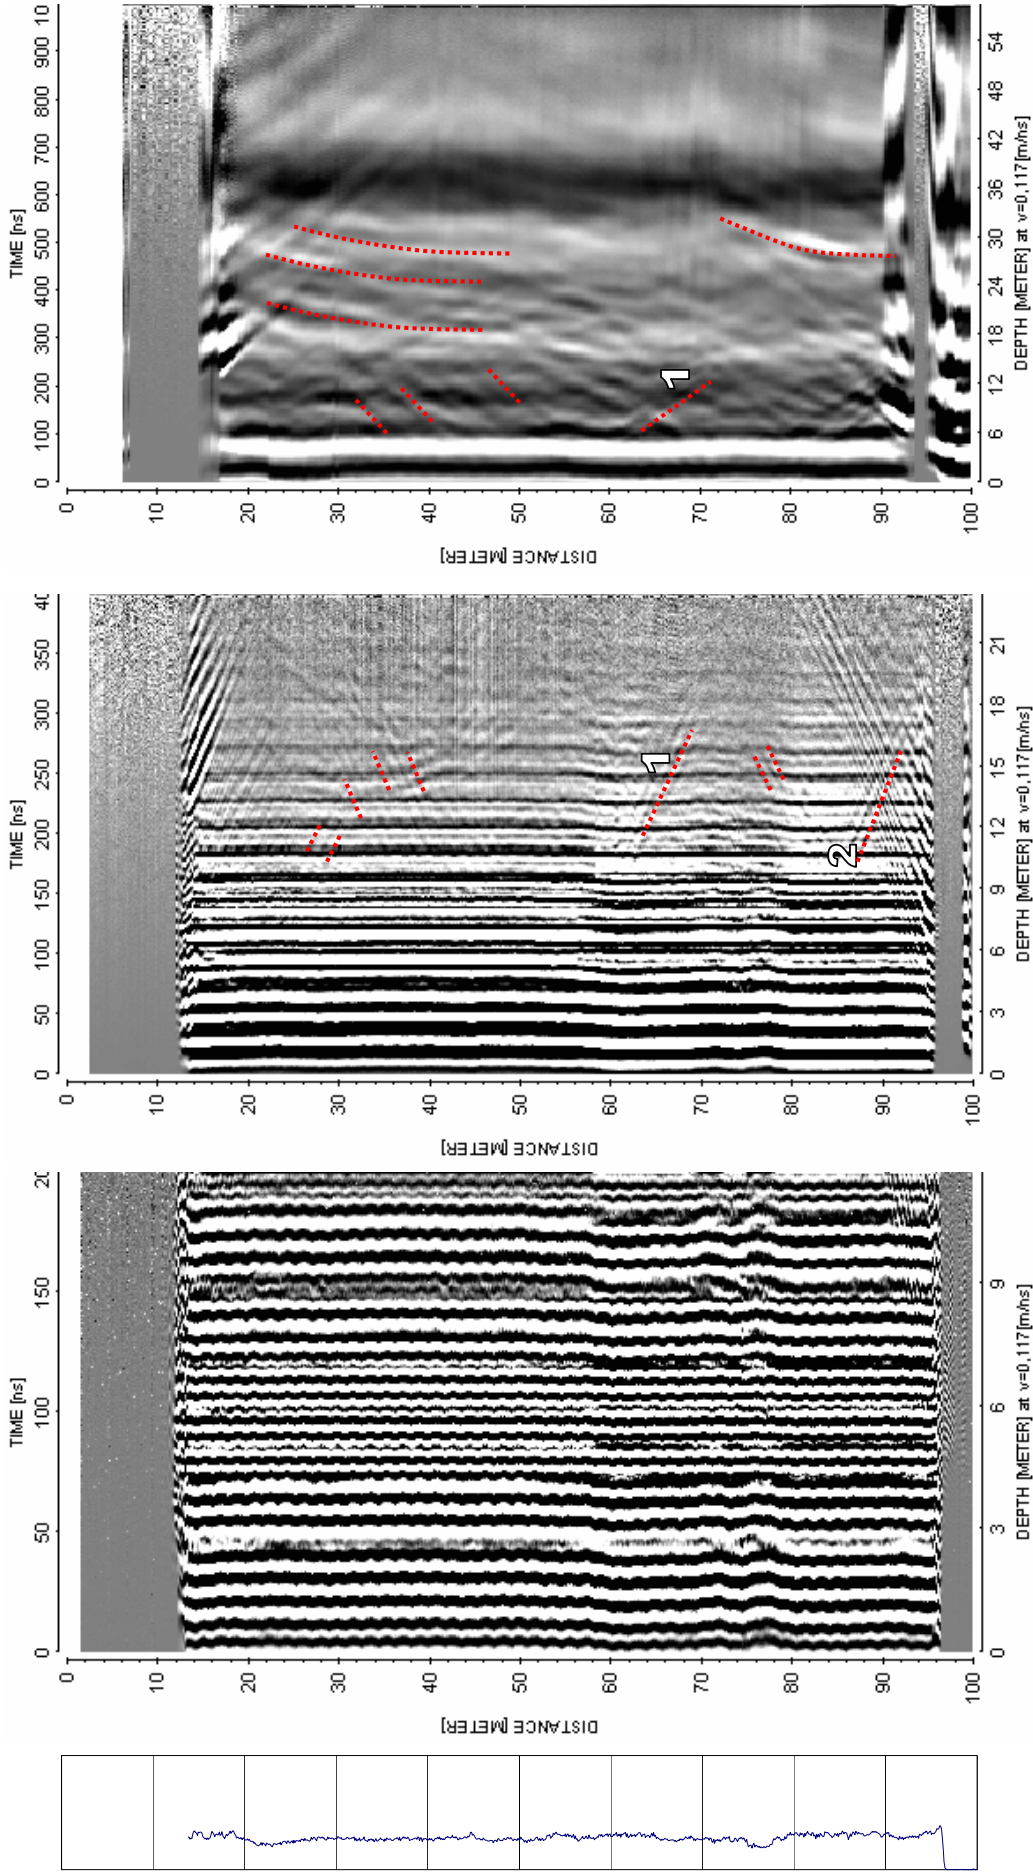 TIME [ns]
0 100 200 300 400 500 600 700 800 900 10
0 10 20 30 40 50 60 70 80 90 100
DISTANCE [METER]
1
0 6 12 18 24 30 36 42 48 54
DEPTH [METER] at v=0,117[m/ns]
TIME [ns]
0 50 100 150 200 250 300 350 40
0 10 20 30 40 50 60 70 80 90 100
DISTANCE [METER]
1
2
0 3 6 9 12 15 18 21
DEPTH [METER] at v=0,117[m/ns]
TIME [ns]
0 50 100 150 20
0 10 20 30 40 50 60 70 80 90 100
DISTANCE [METER]
0 3 6 9
DEPTH [METER] at v=0,117[m/ns]